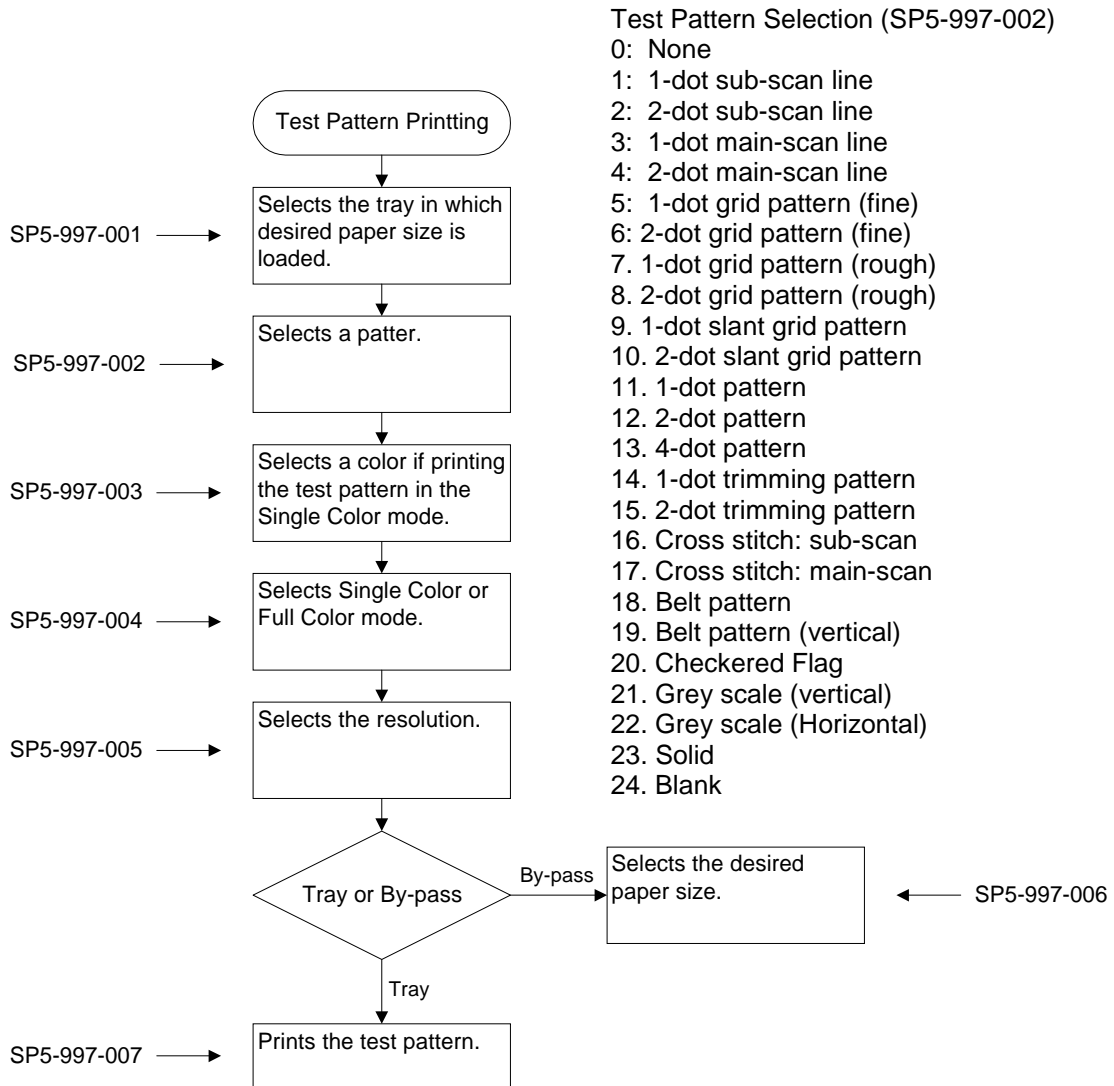 Test Pattern Selection (SP5-997-002)
0: None
1: 1-dot sub-scan line
2: 2-dot sub-scan line
3: 1-dot main-scan line
4: 2-dot main-scan line
5: 1-dot grid pattern (fine)
6: 2-dot grid pattern (fine)
7. 1-dot grid pattern (rough)
8. 2-dot grid pattern (rough)
9. 1-dot slant grid pattern
10. 2-dot slant grid pattern
11. 1-dot pattern
12. 2-dot pattern
13. 4-dot pattern
14. 1-dot trimming pattern
15. 2-dot trimming pattern
16. Cross stitch: sub-scan
17. Cross stitch: main-scan
18. Belt pattern
19. Belt pattern (vertical)
20. Checkered Flag
21. Grey scale (vertical)
22. Grey scale (Horizontal)
23. Solid
24. Blank
Test Pattern Printting
SP5-997-001
Selects the tray in which
desired paper size is
loaded.
SP5-997-002
Selects a patter.
SP5-997-003
Selects a color if printing
the test pattern in the
Single Color mode.
SP5-997-004
Selects Single Color or
Full Color mode.
SP5-997-005
Selects the resolution.
Tray or By-pass
By-pass
Selects the desired
paper size.
SP5-997-006
Tray
SP5-997-007
Prints the test pattern.